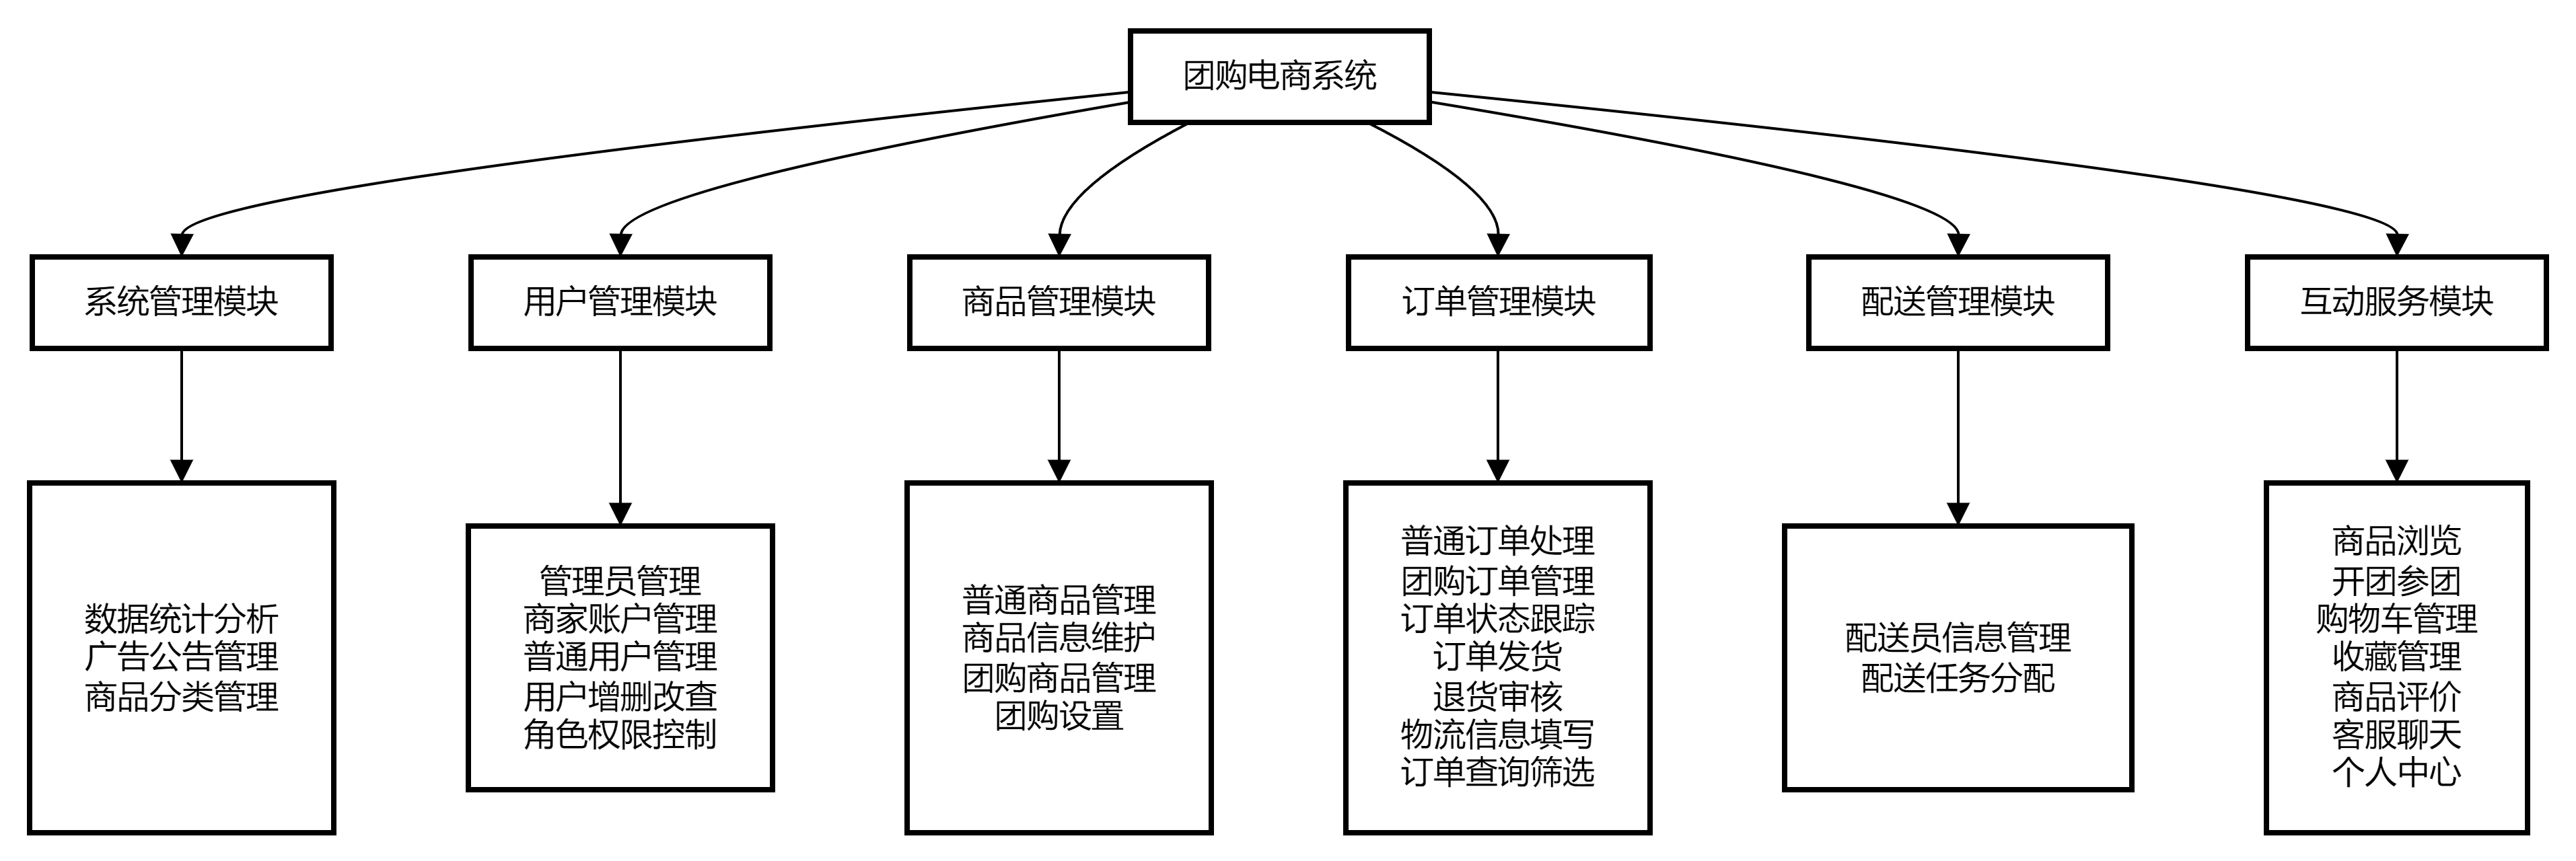 团购电商系统
系统管理模块
用户管理模块
商品管理模块
订单管理模块
配送管理模块
互动服务模块
数据统计分析
广告公告管理
商品分类管理
管理员管理
商家账户管理
普通用户管理
用户增删改查
角色权限控制
普通商品管理
商品信息维护
团购商品管理
团购设置
普通订单处理
团购订单管理
订单状态跟踪
订单发货
退货审核
物流信息填写
订单查询筛选
配送员信息管理
配送任务分配
商品浏览
开团参团
购物车管理
收藏管理
商品评价
客服聊天
个人中心